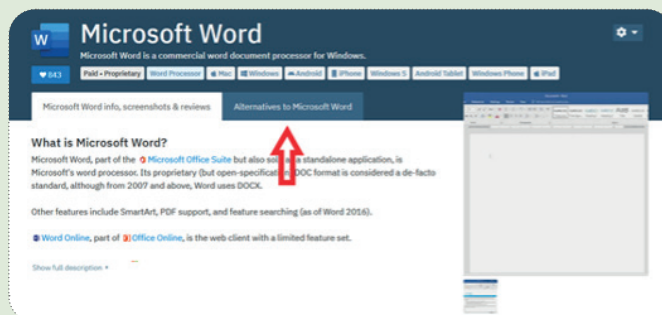 Microsoft Word
Microsoft Word is a commercial word document processor for Windows.
843 Paid • Proprietary Word Processor Mac Windows Android iPhone Windows S Android Tablet Windows Phone iPad
Microsoft Word info, screenshots & reviews Alternatives to Microsoft Word
What is Microsoft Word?
Microsoft Word, part of the Microsoft Office Suite but also sold as a standalone application, is
Microsoft's word processor. Its proprietary (but open-specification) DOC format is considered a de-facto
standard, although from 2007 and above, Word uses DOCX.
Other features include SmartArt, PDF support, and feature searching (as of Word 2016).
Word Online, part of Office Online, is the web client with a limited feature set.
Show full description
...